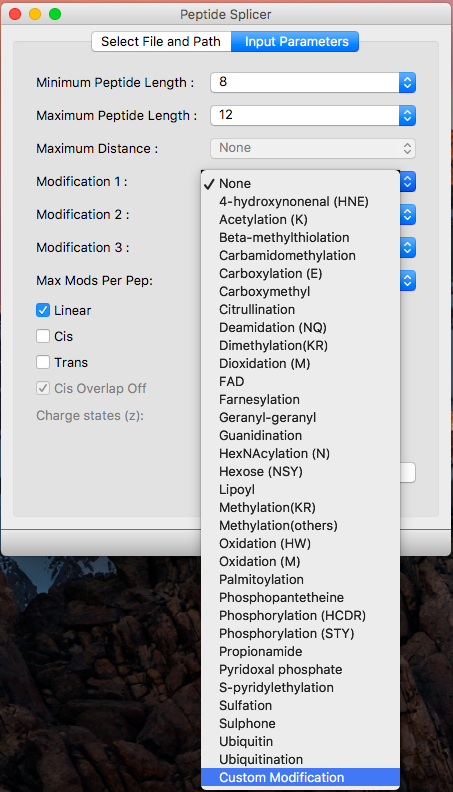 Peptide Splicer
Select File and Path Input Parameters
Minimum Peptide Length : 8
Maximum Peptide Length : 12
Maximum Distance : None
Modification 1 :
Modification 2 :
Modification 3 :
Max Mods Per Pep:
Linear
Cis
Trans
Cis Overlap Off
Charge states (z):
None
4-hydroxynonenal (HNE)
Acetylation (K)
Beta-methylthiolation
Carbamidomethylation
Carboxylation (E)
Carboxymethyl
Citrullination
Deamidation (NQ)
Dimethylation(KR)
Dioxidation (M)
FAD
Farnesylation
Geranyl-geranyl
Guanidination
HexNAcylation (N)
Hexose (NSY)
Lipoyl
Methylation(KR)
Methylation(others)
Oxidation (HW)
Oxidation (M)
Palmitoylation
Phosphopantetheine
Phosphorylation (HCDR)
Phosphorylation (STY)
Propionamide
Pyridoxal phosphate
S-pyridylethylation
Sulfation
Sulphone
Ubiquitin
Ubiquitination
Custom Modification